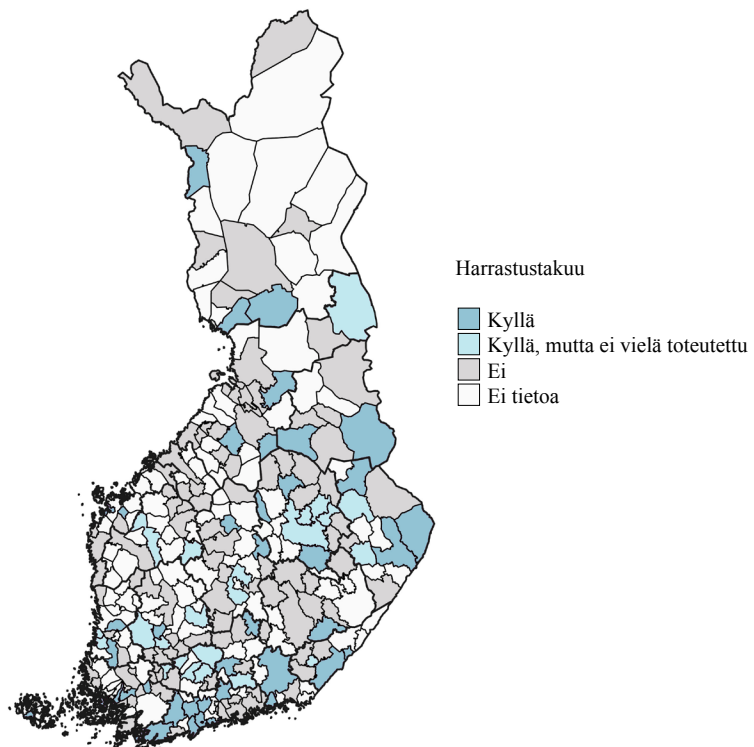 Harrastustakuu
Kyllä
Kyllä, mutta ei vielä toteutettu
Ei
Ei tietoa